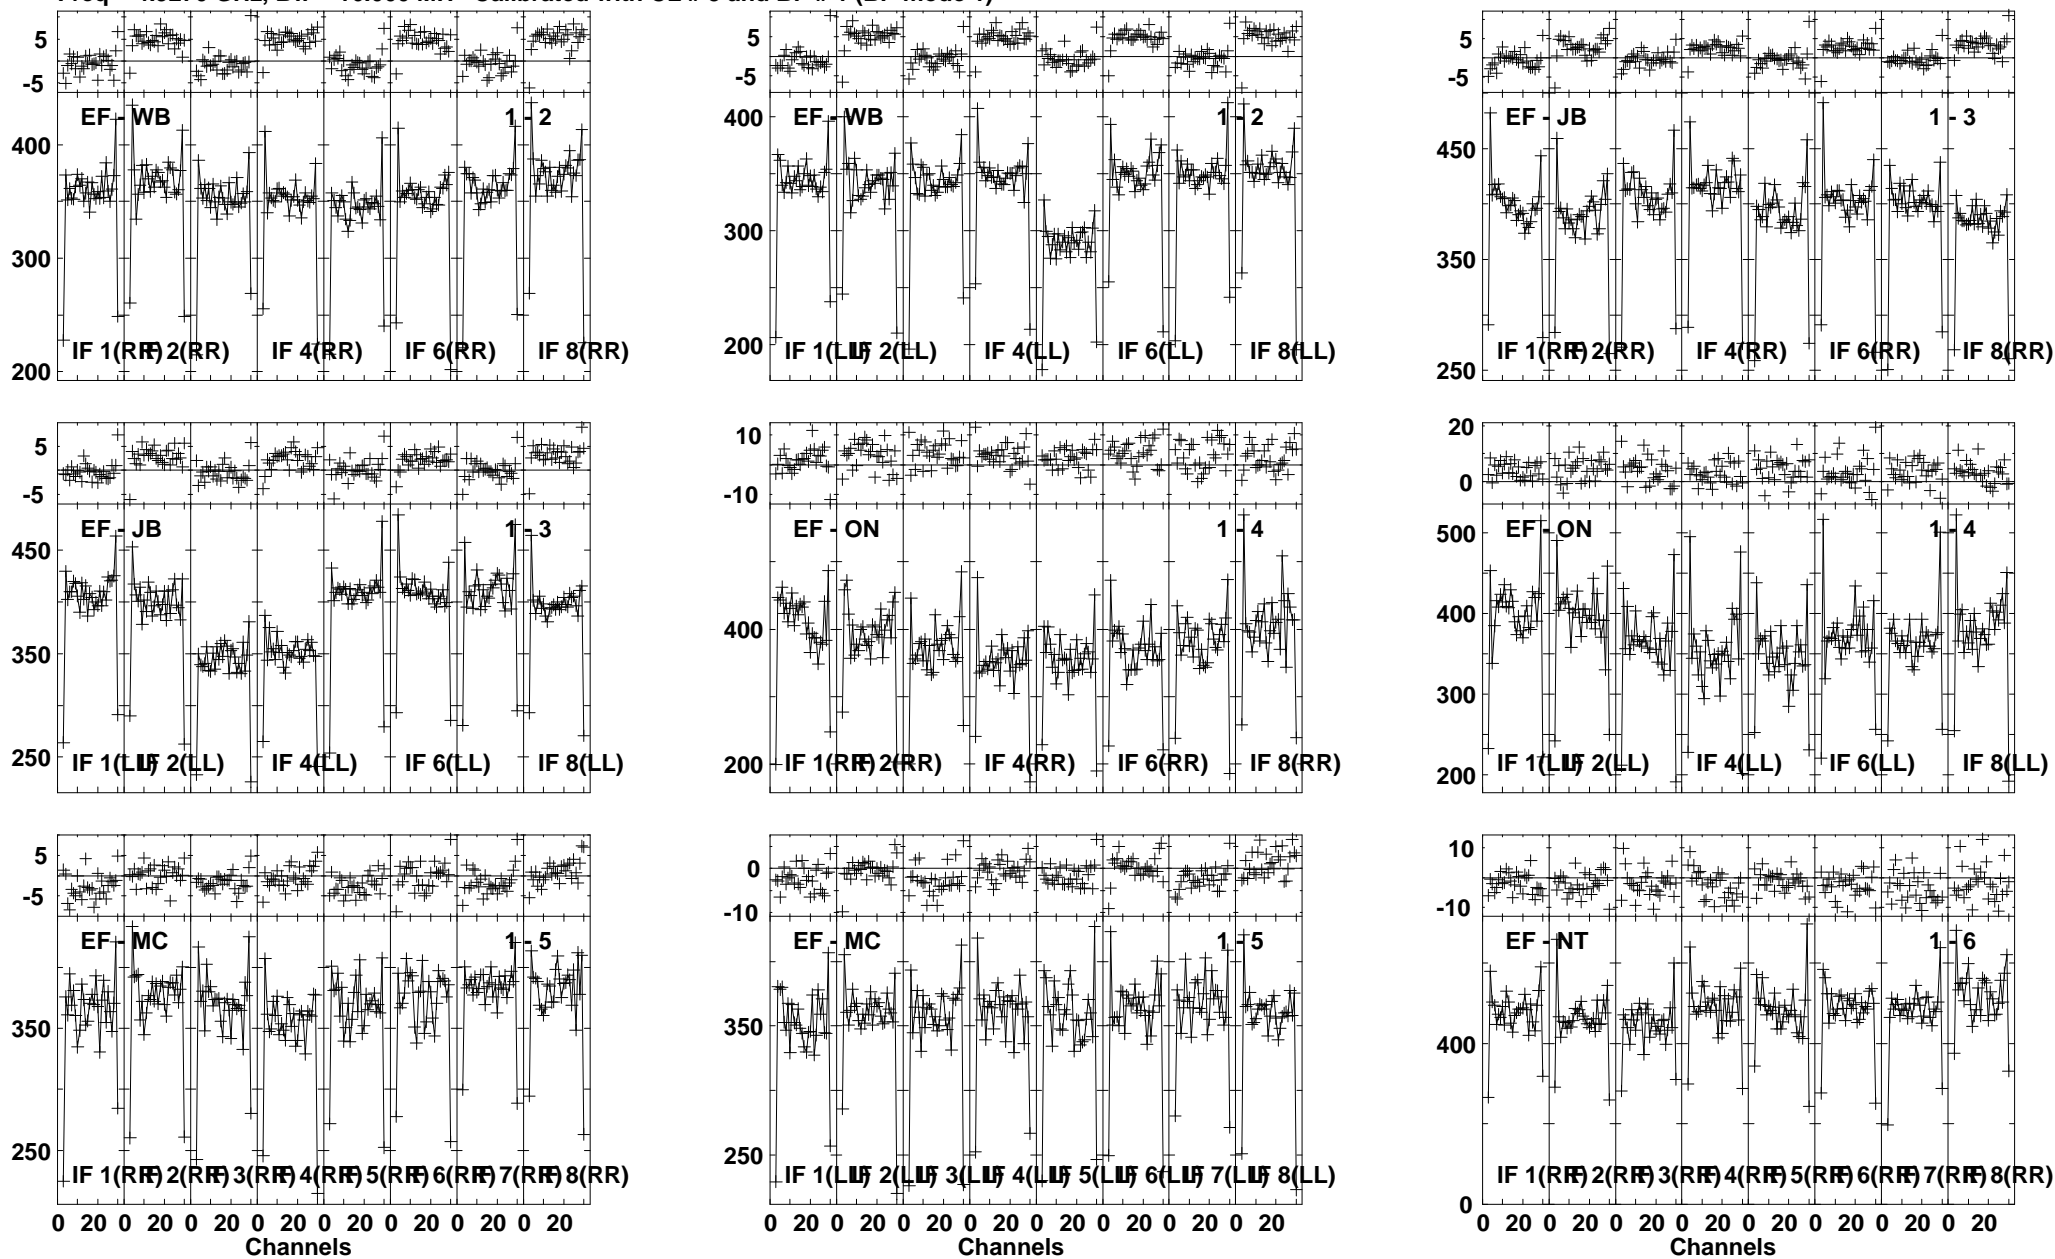 5
-5
EF - WB 1 - 2
400
300
200
IF 1(RR) IF 2(RR) IF 4(RR) IF 6(RR) IF 8(RR)
5
-5
EF - WB 1 - 2
400
300
200
IF 1(LL) IF 2(LL) IF 4(LL) IF 6(LL) IF 8(LL)
5
-5
EF - JB 1 - 3
450
350
250
IF 1(RR) IF 2(RR) IF 4(RR) IF 6(RR) IF 8(RR)
5
-5
EF - JB 1 - 3
450
350
250
IF 1(LL) IF 2(LL) IF 4(LL) IF 6(LL) IF 8(LL)
10
-10
EF - ON 1 - 4
400
200
IF 1(RR) IF 2(RR) IF 4(RR) IF 6(RR) IF 8(RR)
20
0
EF - ON 1 - 4
500
400
300
200
IF 1(LL) IF 2(LL) IF 4(LL) IF 6(LL) IF 8(LL)
5
-5
EF - MC 1 - 5
350
250
IF 1(RR) IF 2(RR) IF 3(RR) IF 4(RR) IF 5(RR) IF 6(RR) IF 7(RR) IF 8(RR)
0 20 0 20 0 20 0 20 0 20 0 20 0 20 0 20
Channels
0
-10
EF - MC 1 - 5
350
250
IF 1(LL) IF 2(LL) IF 3(LL) IF 4(LL) IF 5(LL) IF 6(LL) IF 7(LL) IF 8(LL)
0 20 0 20 0 20 0 20 0 20 0 20 0 20 0 20
Channels
10
-10
EF - NT 1 - 6
400
0
IF 1(RR) IF 2(RR) IF 3(RR) IF 4(RR) IF 5(RR) IF 6(RR) IF 7(RR) IF 8(RR)
0 20 0 20 0 20 0 20 0 20 0 20 0 20 0 20
Channels